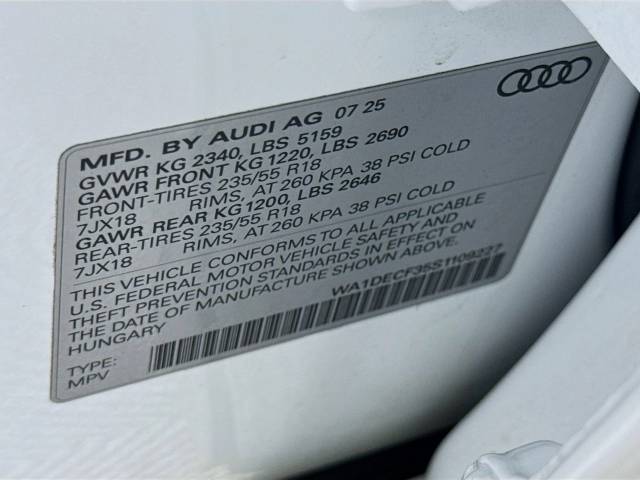 MFD. BY AUDI AG 07 25
GVWR KG 2340, LBS 5159
GAWR FRONT KG 1220, LBS 2690
FRONT-TIRES 235/55 R18
7JX18 RIMS, AT 260 KPA 38 PSI COLD
GAWR REAR KG 1200, LBS 2646
REAR-TIRES 235/55 R18
7JX18 RIMS, AT 260 KPA 38 PSI COLD
THIS VEHICLE CONFORMS TO ALL APPLICABLE
U.S. FEDERAL MOTOR VEHICLE SAFETY AND
THEFT PREVENTION STANDARDS IN EFFECT ON
THE DATE OF MANUFACTURE SHOWN ABOVE.
HUNGARY WA1DECF35S1109227
TYPE:
MPV